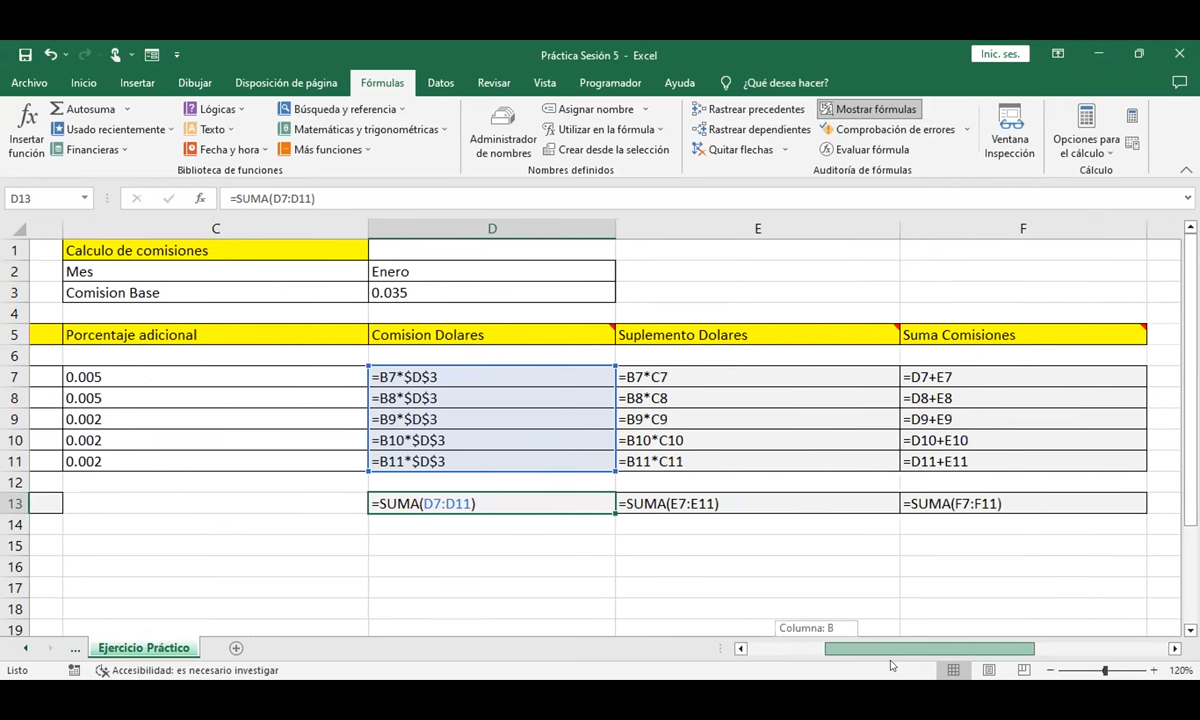 Práctica Sesión 5 - Excel
Inic. ses.
Archivo Inicio Insertar Dibujar Disposición de página Fórmulas Datos Revisar Vista Programador Ayuda ¿Qué desea hacer?
fx Insertar función
Autosuma
Usado recientemente
Financieras
Lógicas
Texto
Fecha y hora
Búsqueda y referencia
Matemáticas y trigonométricas
Más funciones
Biblioteca de funciones
Administrador de nombres
Asignar nombre
Utilizar en la fórmula
Crear desde la selección
Nombres definidos
Rastrear precedentes
Rastrear dependientes
Quitar flechas
Mostrar fórmulas
Comprobación de errores
Evaluar fórmula
Auditoría de fórmulas
Ventana Inspección
Opciones para el cálculo
Cálculo
D13 fx =SUMA(D7:D11)
C D E F
1 Calculo de comisiones
2 Mes Enero
3 Comision Base 0.035
4
5 Porcentaje adicional Comision Dolares Suplemento Dolares Suma Comisiones
6
7 0.005 =B7*$D$3 =B7*C7 =D7+E7
8 0.005 =B8*$D$3 =B8*C8 =D8+E8
9 0.002 =B9*$D$3 =B9*C9 =D9+E9
10 0.002 =B10*$D$3 =B10*C10 =D10+E10
11 0.002 =B11*$D$3 =B11*C11 =D11+E11
12
13 =SUMA(D7:D11) =SUMA(E7:E11) =SUMA(F7:F11)
14
15
16
17
18
19
Columna: B
... Ejercicio Práctico
Listo Accesibilidad: es necesario investigar 120%